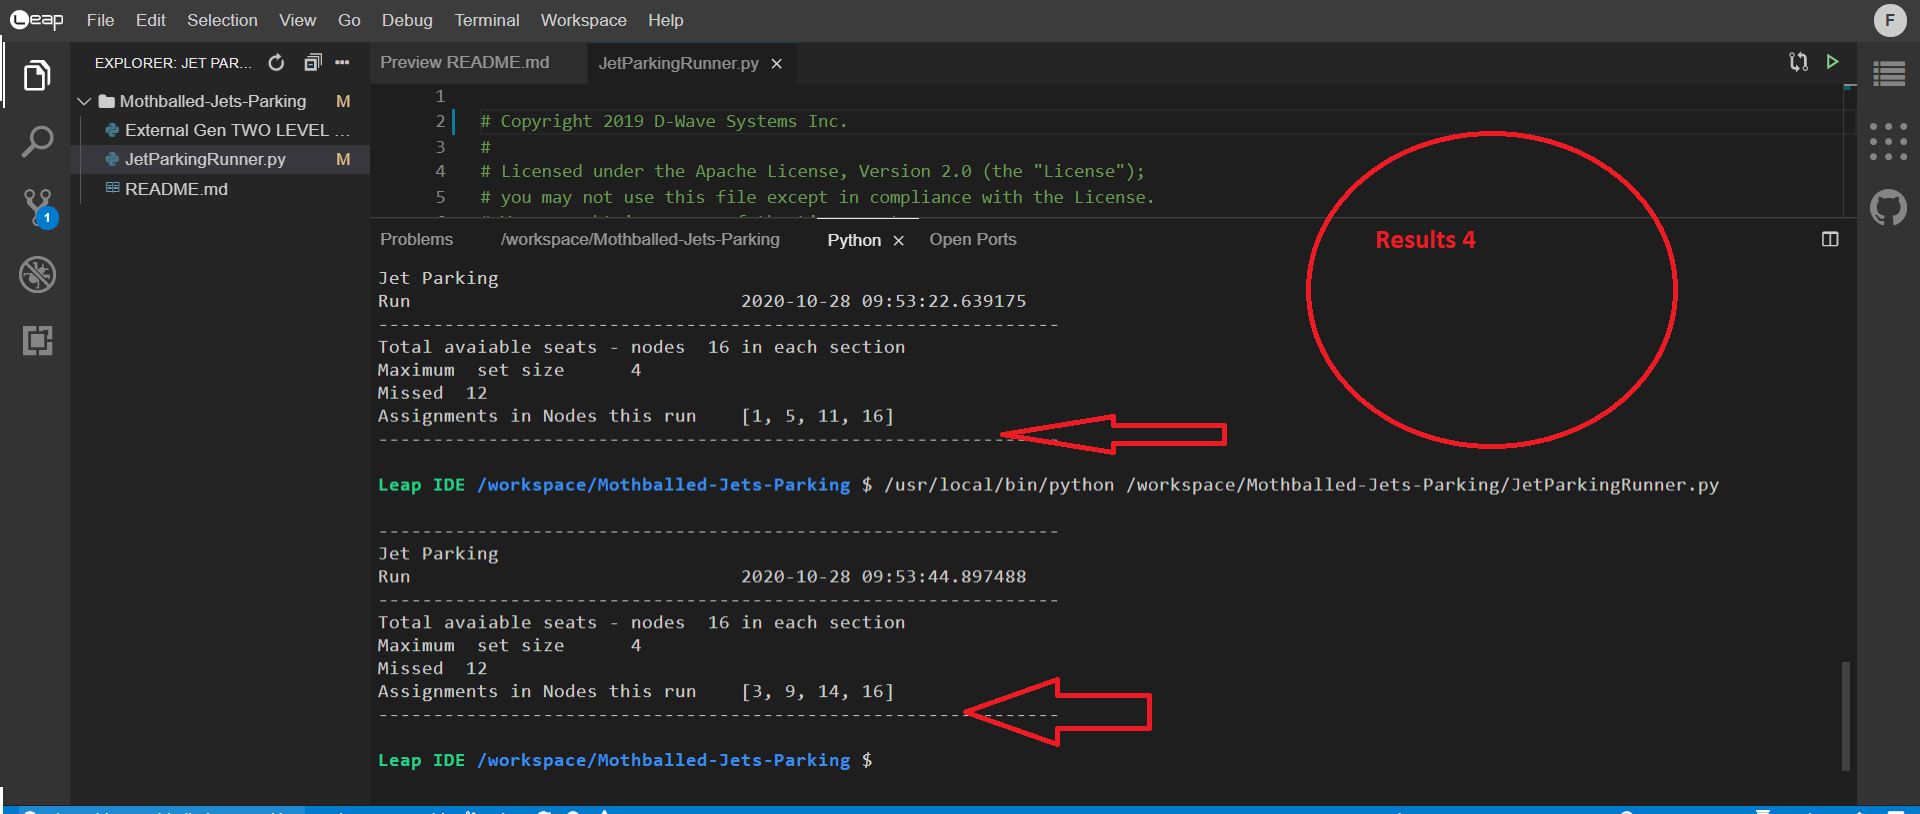 Leap File Edit Selection View Go Debug Terminal Workspace Help F
EXPLORER: JET PAR...
Preview README.md JetParkingRunner.py
Mothballed-Jets-Parking M
External Gen TWO LEVEL ...
JetParkingRunner.py M
README.md
1
1
2 # Copyright 2019 D-Wave Systems Inc.
3 #
4 # Licensed under the Apache License, Version 2.0 (the "License");
5 # you may not use this file except in compliance with the License.
Problems /workspace/Mothballed-Jets-Parking Python Open Ports
Results 4
Jet Parking
Run 2020-10-28 09:53:22.639175
--------------------------------------------------------------
Total avaiable seats - nodes 16 in each section
Maximum set size 4
Missed 12
Assignments in Nodes this run [1, 5, 11, 16]
--------------------------------------------------------------
Leap IDE /workspace/Mothballed-Jets-Parking $ /usr/local/bin/python /workspace/Mothballed-Jets-Parking/JetParkingRunner.py
--------------------------------------------------------------
Jet Parking
Run 2020-10-28 09:53:44.897488
--------------------------------------------------------------
Total avaiable seats - nodes 16 in each section
Maximum set size 4
Missed 12
Assignments in Nodes this run [3, 9, 14, 16]
--------------------------------------------------------------
Leap IDE /workspace/Mothballed-Jets-Parking $